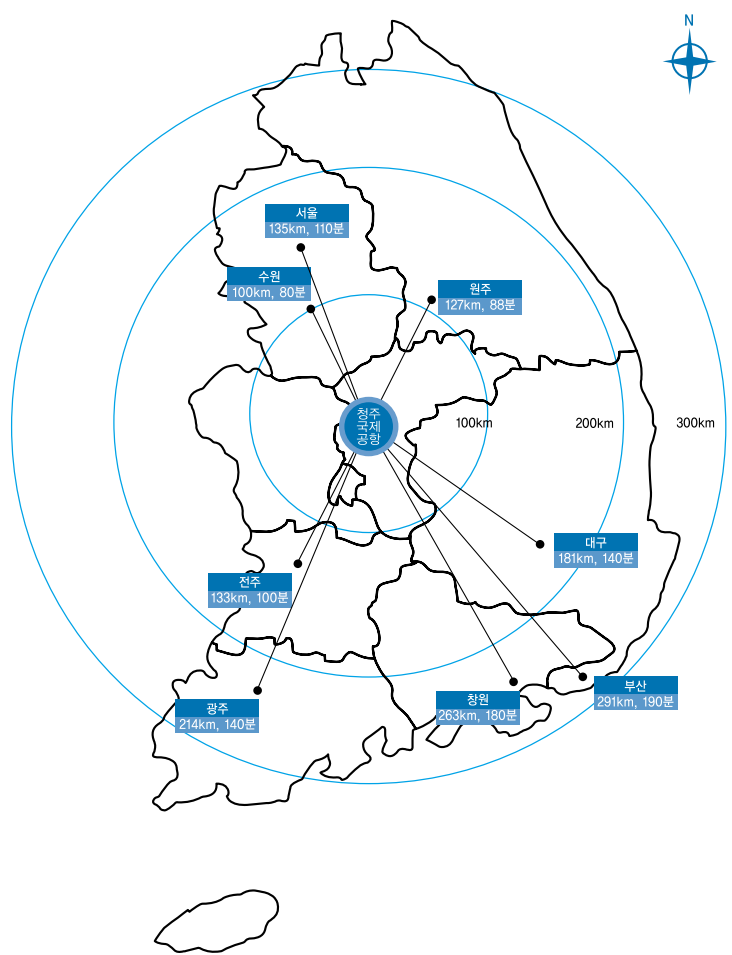 N
서울
135km, 110분
수원
100km, 80분
원주
127km, 88분
청주
국제
공항
100km
200km
300km
대구
181km, 140분
전주
133km, 100분
광주
214km, 140분
창원
263km, 180분
부산
291km, 190분